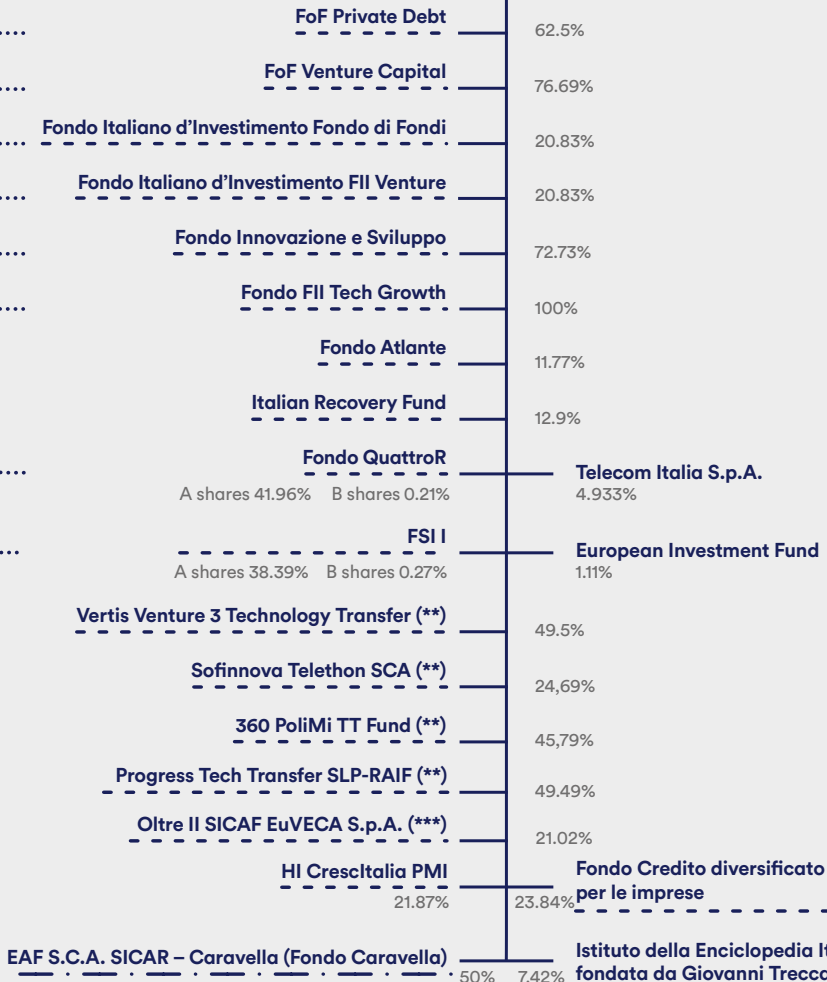 FoF Private Debt
62.5%
FoF Venture Capital
76.69%
Fondo Italiano d’Investimento Fondo di Fondi
20.83%
Fondo Italiano d’Investimento FII Venture
20.83%
Fondo Innovazione e Sviluppo
72.73%
Fondo FII Tech Growth
100%
Fondo Atlante
11.77%
Italian Recovery Fund
12.9%
Fondo QuattroR
A shares 41.96% B shares 0.21%
Telecom Italia S.p.A.
4.933%
FSI I
A shares 38.39% B shares 0.27%
European Investment Fund
1.11%
Vertis Venture 3 Technology Transfer (**)
49.5%
Sofinnova Telethon SCA (**)
24,69%
360 PoliMi TT Fund (**)
45,79%
Progress Tech Transfer SLP-RAIF (**)
49.49%
Oltre II SICAF EuVECA S.p.A. (***)
21.02%
HI CrescItalia PMI
21.87%
Fondo Credito diversificato
per le imprese
23.84%
EAF S.C.A. SICAR – Caravella (Fondo Caravella)
50%
Istituto della Enciclopedia
fondata da Giovanni
7.42%